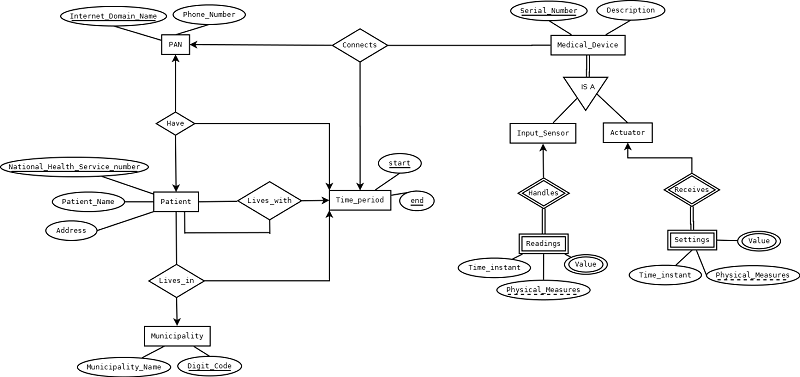 Internet_Domain_Name
Phone_Number
Serial_Number
Description
PAN
Connects
Medical_Device
IS A
Have
Input_Sensor
Actuator
National_Health_Service_number
start
Patient_Name
Patient
Lives_with
Time_period
end
Handles
Receives
Address
Readings
Settings
Value
Time_instant
Value
Time_instant
Physical_Measures
Lives_in
Physical_Measures
Municipality
Municipality_Name
Digit_Code